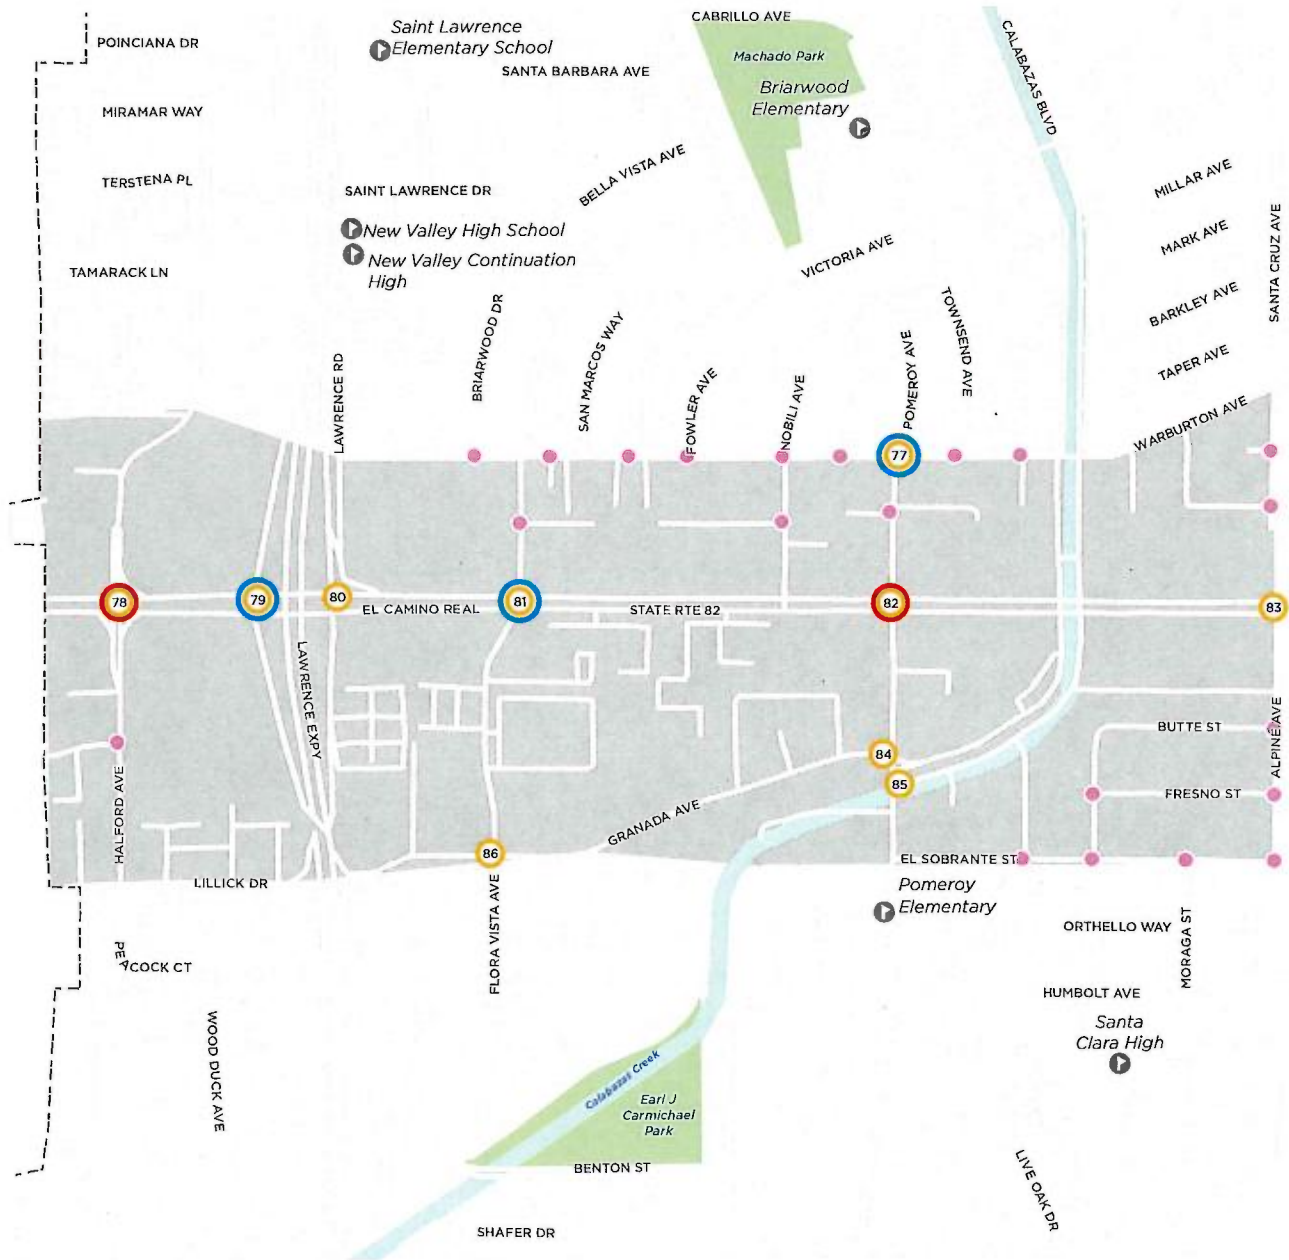 CABRILLO AVE
Saint Lawrence
Elementary School
POINCIANA DR
SANTA BARBARA AVE
Machado Park
CALABAZAS BLVD
Briarwood
Elementary
MIRAMAR WAY
TERSTENA PL
SAINT LAWRENCE DR
BELLA VISTA AVE
MILLAR AVE
New Valley High School
New Valley Continuation
High
VICTORIA AVE
MARK AVE
SANTA CRUZ AVE
TAMARACK LN
BARKLEY AVE
BRIARWOOD DR
SAN MARCOS WAY
TOWNSEND AVE
LAWRENCE RD
FOWLER AVE
NOBILI AVE
POMEROY AVE
TAPER AVE
WARBURTON AVE
77
78
79
80
81
82
83
EL CAMINO REAL
STATE RTE 82
LAWRENCE EXPY
BUTTE ST
ALPINE AVE
84
85
HALFORD AVE
FRESNO ST
GRANADA AVE
86
EL SOBRANTE ST
LILLICK DR
Pomeroy
Elementary
FLORA VISTA AVE
ORTHELLO WAY
MORAGA ST
PEACOCK CT
HUMBOLT AVE
Santa
Clara High
WOOD DUCK AVE
Calabazas Creek
Earl J
Carmichael
Park
BENTON ST
LIVE OAK DR
SHAFER DR